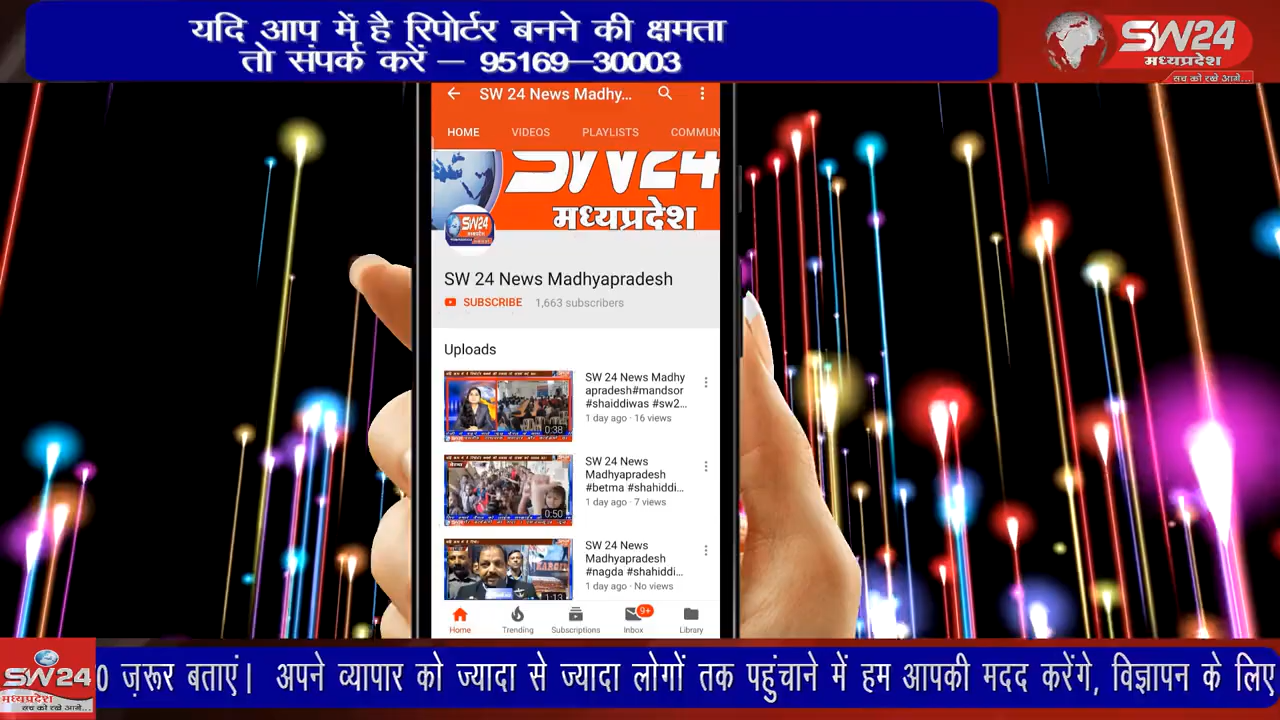 यदि आप में है रिपोर्टर बनने की क्षमता
तो संपर्क करें – 95169–30003
SW24
मध्यप्रदेश
सच को रखे आगे...
SW 24 News Madhy...
HOME VIDEOS PLAYLISTS COMMUN
SW24
मध्यप्रदेश
SW24
SW 24 News Madhyapradesh
SUBSCRIBE 1,663 subscribers
Uploads
SW 24 News Madhy
apradesh#mandsor
#shaiddiwas #sw2...
1 day ago · 16 views
0:38
SW 24 News
Madhyapradesh
#betma #shahiddi...
1 day ago · 7 views
0:50
SW 24 News
Madhyapradesh
#nagda #shahiddi...
1 day ago · No views
1:13
9+
Home Trending Subscriptions Inbox Library
SW24
मध्यप्रदेश
सच को रखे आगे...
0 ज़रूर बताएं। अपने व्यापार को ज्यादा से ज्यादा लोगों तक पहुंचाने में हम आपकी मदद करेंगे, विज्ञापन के लिए